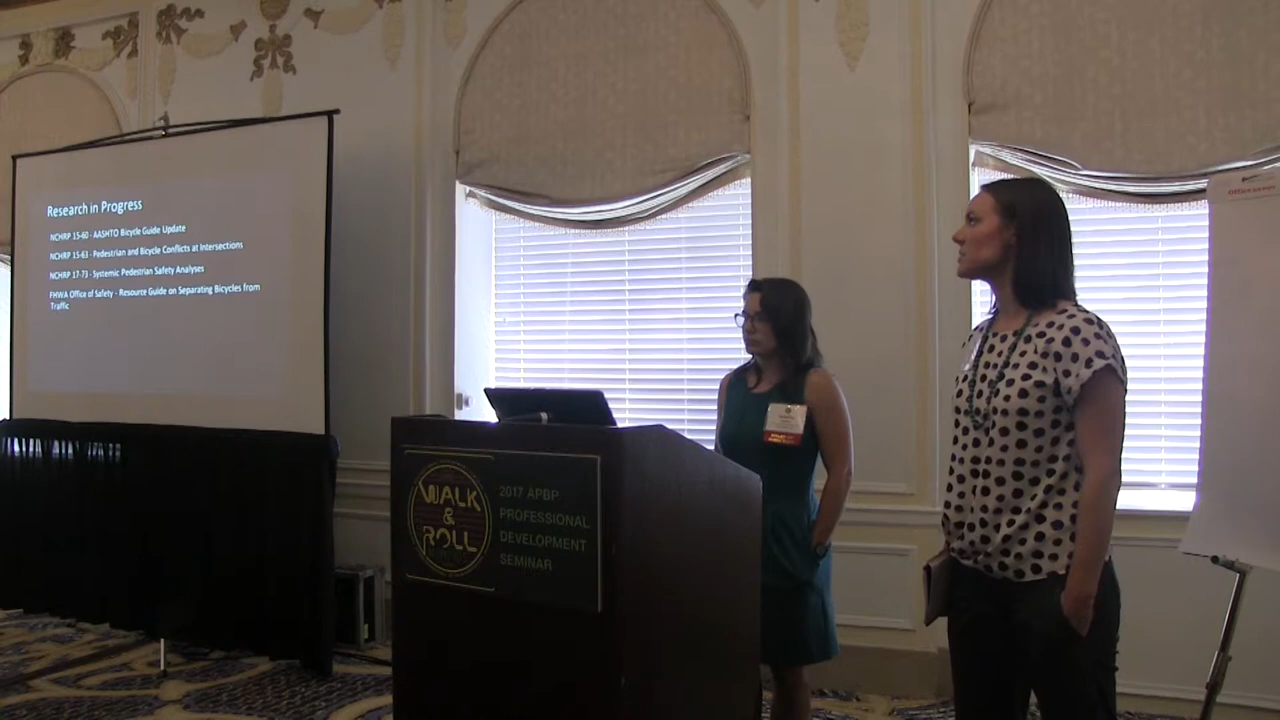 Research in Progress
NCHRP 15-60 - AASHTO Bicycle Guide Update
NCHRP 15-63 - Pedestrian and Bicycle Conflicts at Intersections
NCHRP 17-73 - Systemic Pedestrian Safety Analyses
FHWA Office of Safety - Resource Guide on Separating Bicycles from
Traffic
WALK
&
ROLL
2017 APBP
PROFESSIONAL
DEVELOPMENT
SEMINAR